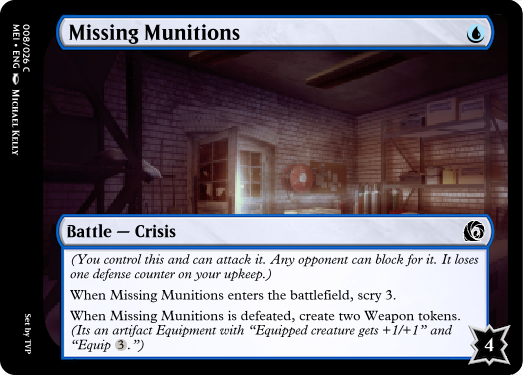 Missing Munitions
Battle — Crisis
(You control this and can attack it. Any opponent can block for it. It loses
one defense counter on your upkeep.)
When Missing Munitions enters the battlefield, scry 3.
When Missing Munitions is defeated, create two Weapon tokens.
(Its an artifact Equipment with “Equipped creature gets +1/+1” and
“Equip 3.”)
4
008/026 C
MEI • ENG Michael Kelly
Set by TVP